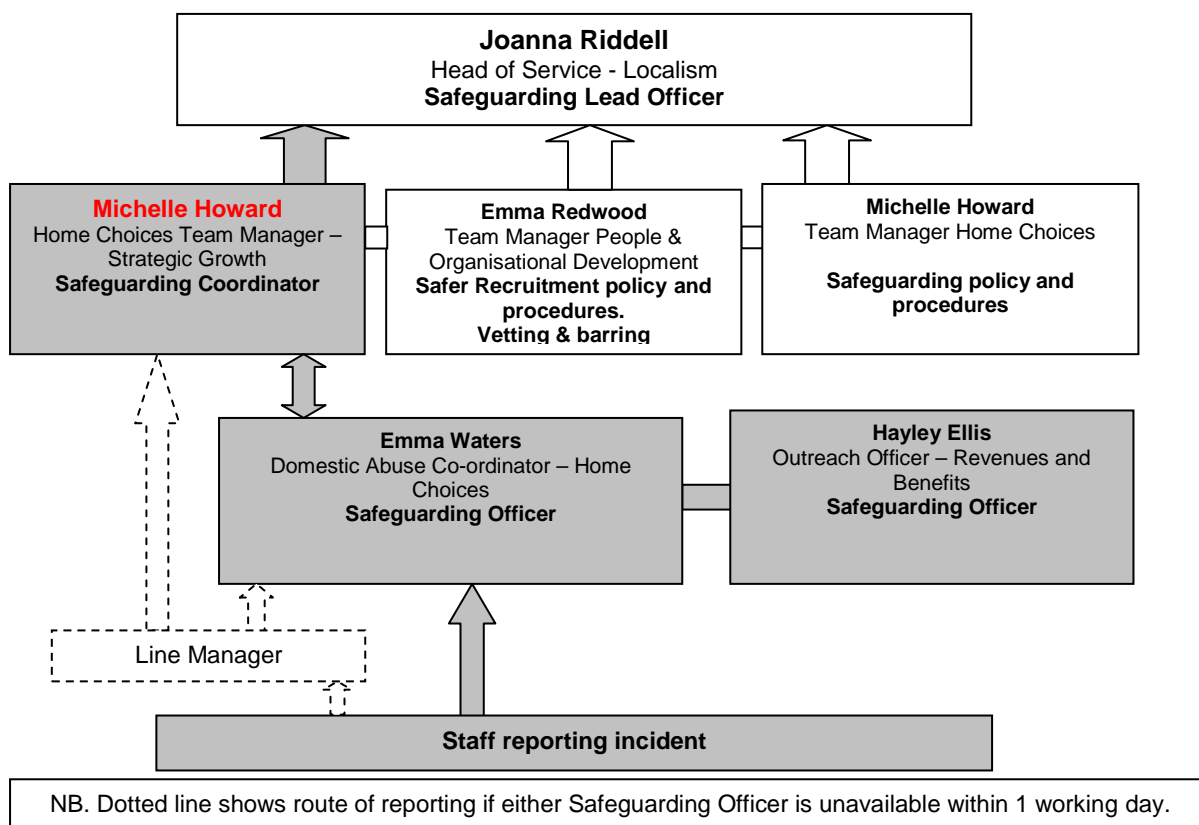 Joanna Riddell
Head of Service - Localism
Safeguarding Lead Officer
Michelle Howard
Home Choices Team Manager –
Strategic Growth
Safeguarding Coordinator
Emma Redwood
Team Manager People &
Organisational Development
Safer Recruitment policy and
procedures.
Vetting & barring
Michelle Howard
Team Manager Home Choices
Safeguarding policy and
procedures
Emma Waters
Domestic Abuse Co-ordinator – Home
Choices
Safeguarding Officer
Hayley Ellis
Outreach Officer – Revenues and
Benefits
Safeguarding Officer
Line Manager
Staff reporting incident
NB. Dotted line shows route of reporting if either Safeguarding Officer is unavailable within 1 working day.